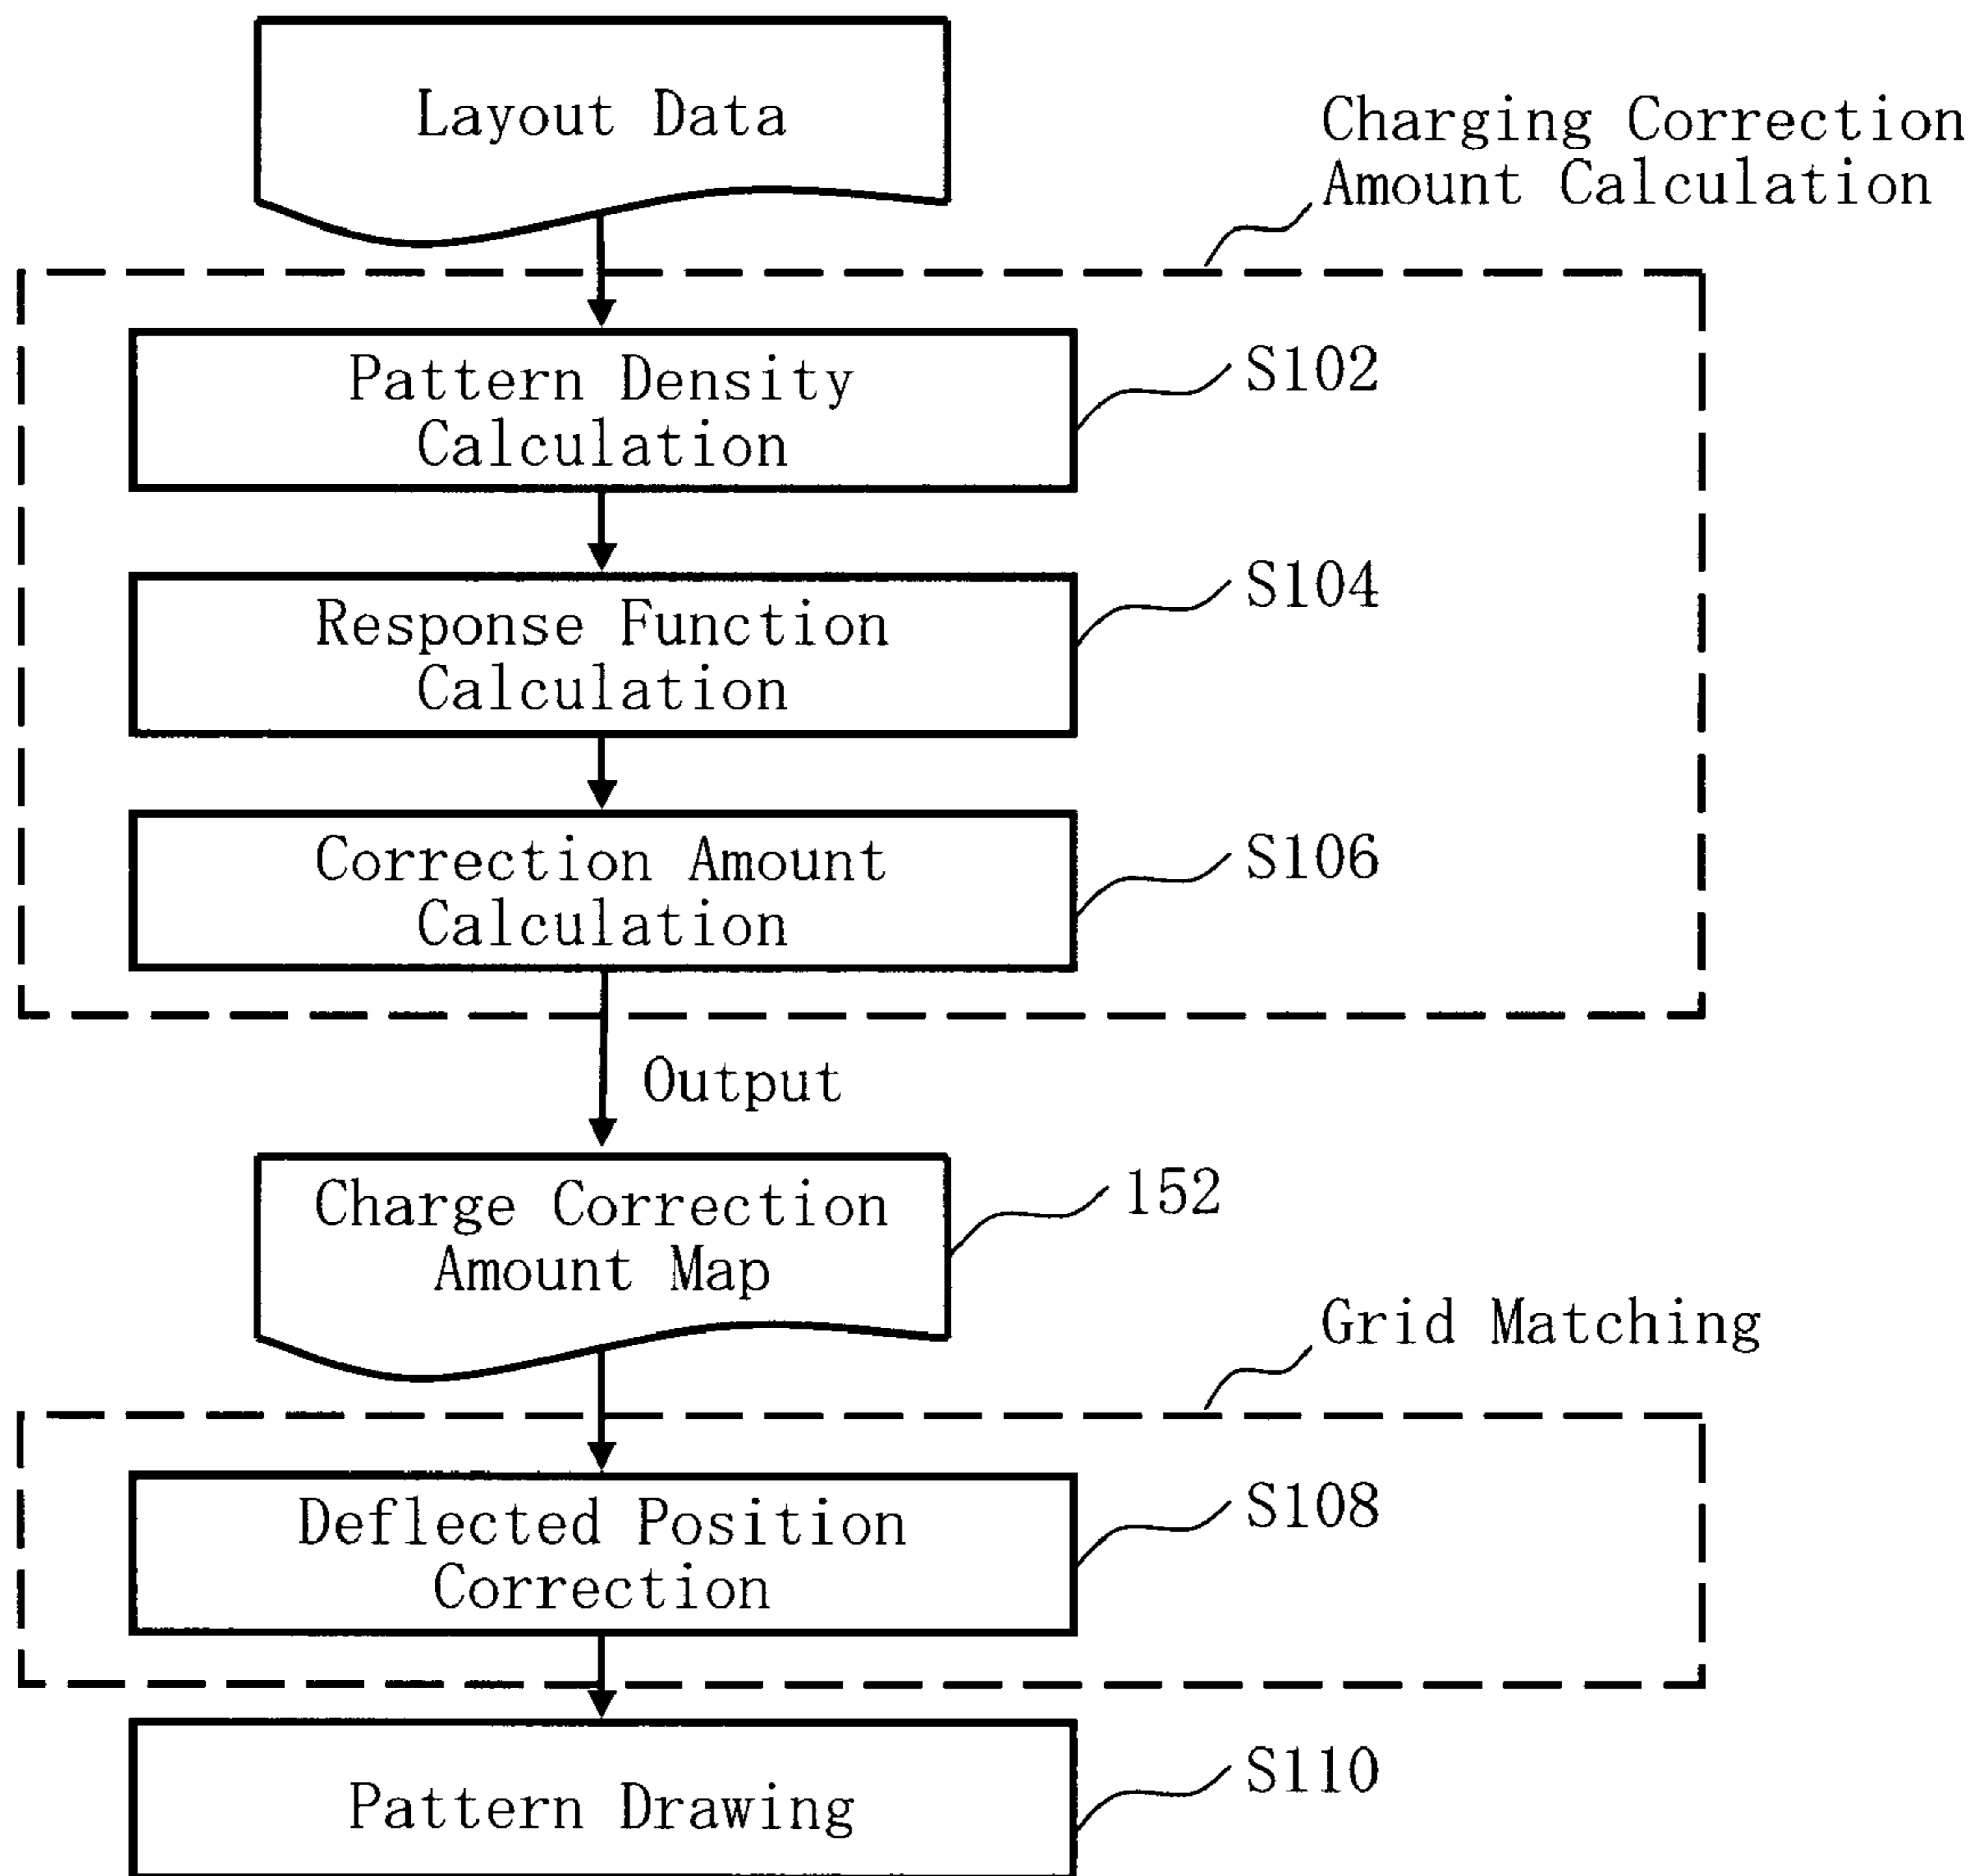 Layout Data
Charging Correction
Amount Calculation
Pattern Density
Calculation
S102
Response Function
Calculation
S104
Correction Amount
Calculation
S106
Output
Charge Correction
Amount Map
152
Grid Matching
Deflected Position
Correction
S108
Pattern Drawing
S110